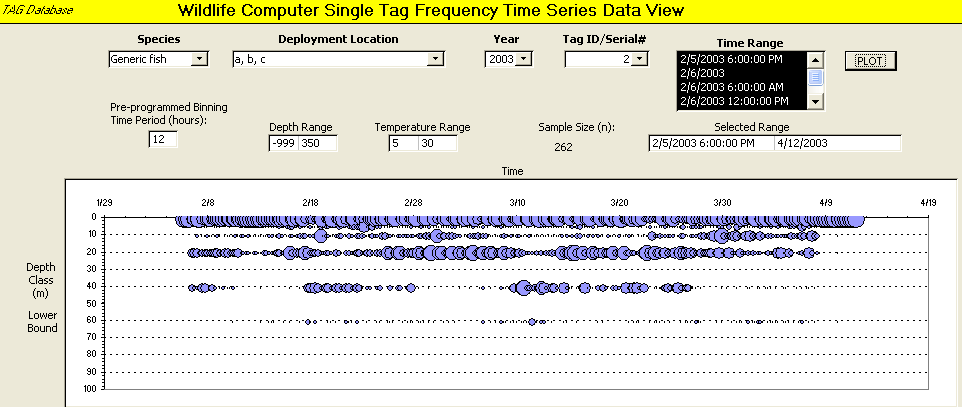 TAG Database
Wildlife Computer Single Tag Frequency Time Series Data View
Species
Deployment Location
Year
Tag ID/Serial#
Time Range
Generic fish
a, b, c
2003
2
2/5/2003 6:00:00 PM
2/6/2003
2/6/2003 6:00:00 AM
2/6/2003 12:00:00 PM
PLOT
Pre-programmed Binning
Time Period (hours):
12
Depth Range
-999 350
Temperature Range
5 30
Sample Size (n):
262
Selected Range
2/5/2003 6:00:00 PM 4/12/2003
Time
1/29 2/8 2/18 2/28 3/10 3/20 3/30 4/9 4/19
0
10
20
30
40
50
60
70
80
90
100
Depth
Class
(m)
Lower
Bound